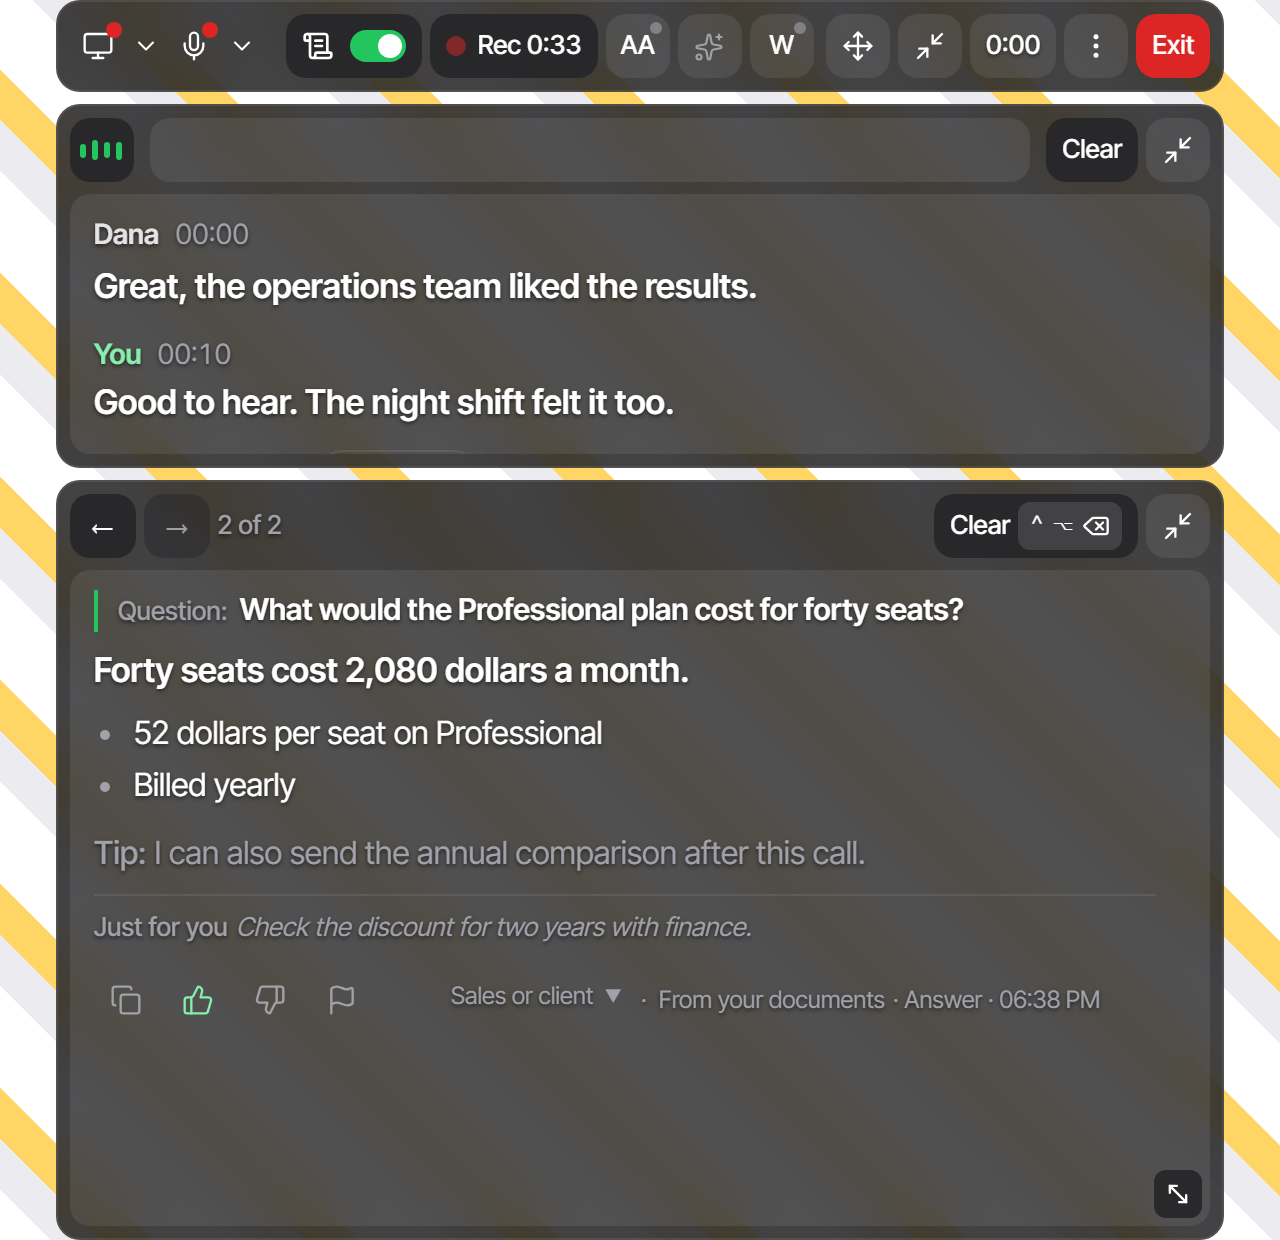 Rec 0:33 AA W 0:00 Exit
Clear
Dana 00:00
Great, the operations team liked the results.
You 00:10
Good to hear. The night shift felt it too.
← → 2 of 2 Clear ^ ⌥ ⌫
Question: What would the Professional plan cost for forty seats?
Forty seats cost 2,080 dollars a month.
• 52 dollars per seat on Professional
• Billed yearly
Tip: I can also send the annual comparison after this call.
Just for you Check the discount for two years with finance.
Sales or client ▼ · From your documents · Answer · 06:38 PM